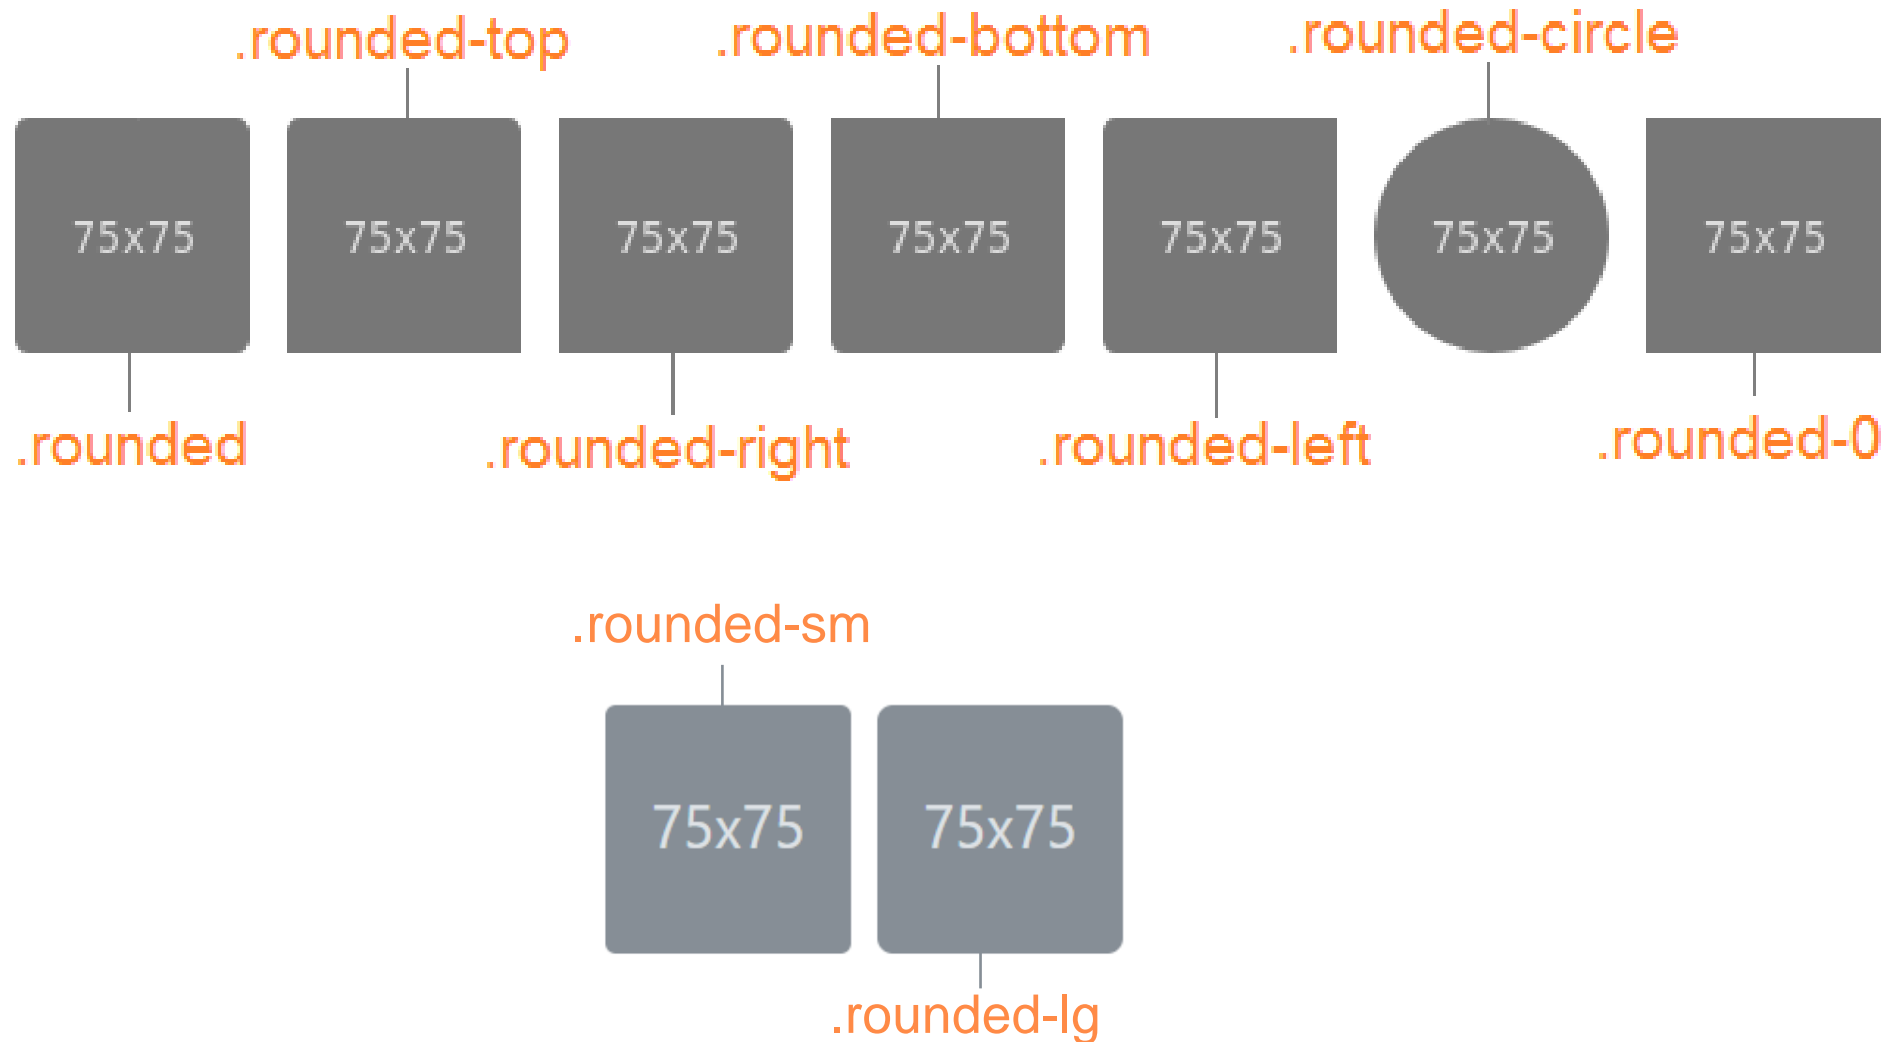 .rounded-top .rounded-bottom .rounded-circle
75x75 75x75 75x75 75x75 75x75 75x75 75x75
.rounded .rounded-right .rounded-left .rounded-0
.rounded-sm
75x75 75x75
.rounded-lg